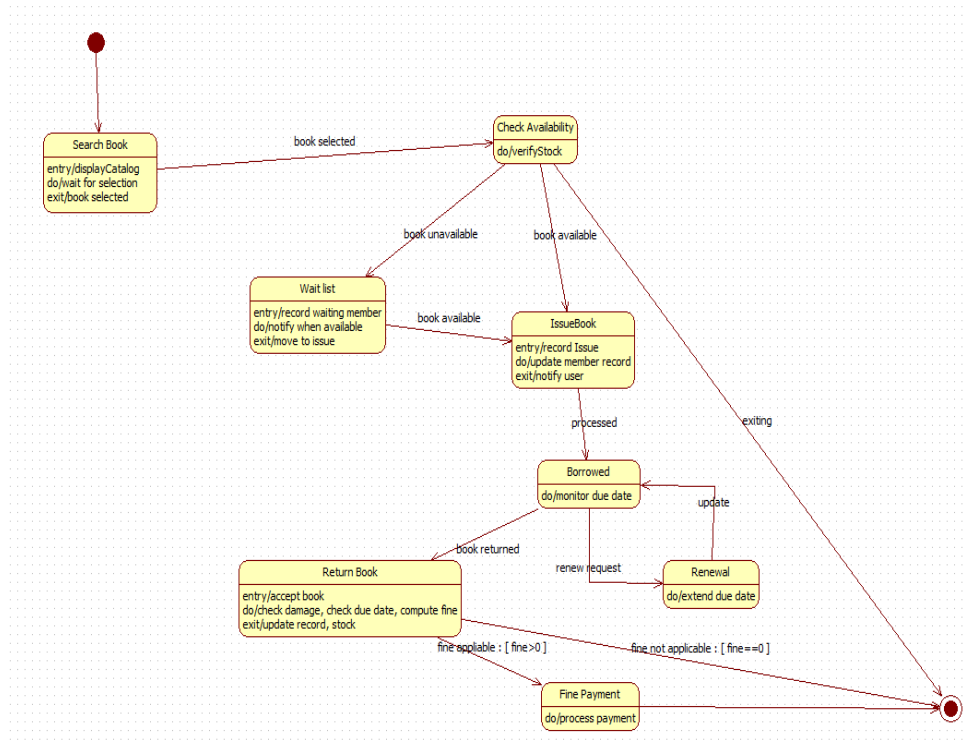 Search Book
entry/displayCatalog
do/wait for selection
exit/book selected
book selected
Check Availability
do/verifyStock
book unavailable
book available
exiting
Wait list
entry/record waiting member
do/notify when available
exit/move to issue
book available
IssueBook
entry/record Issue
do/update member record
exit/notify user
processed
Borrowed
do/monitor due date
update
book returned
renew request
Renewal
do/extend due date
Return Book
entry/accept book
do/check damage, check due date, compute fine
exit/update record, stock
fine appliable : [ fine>0 ]
fine not applicable : [ fine==0 ]
Fine Payment
do/process payment